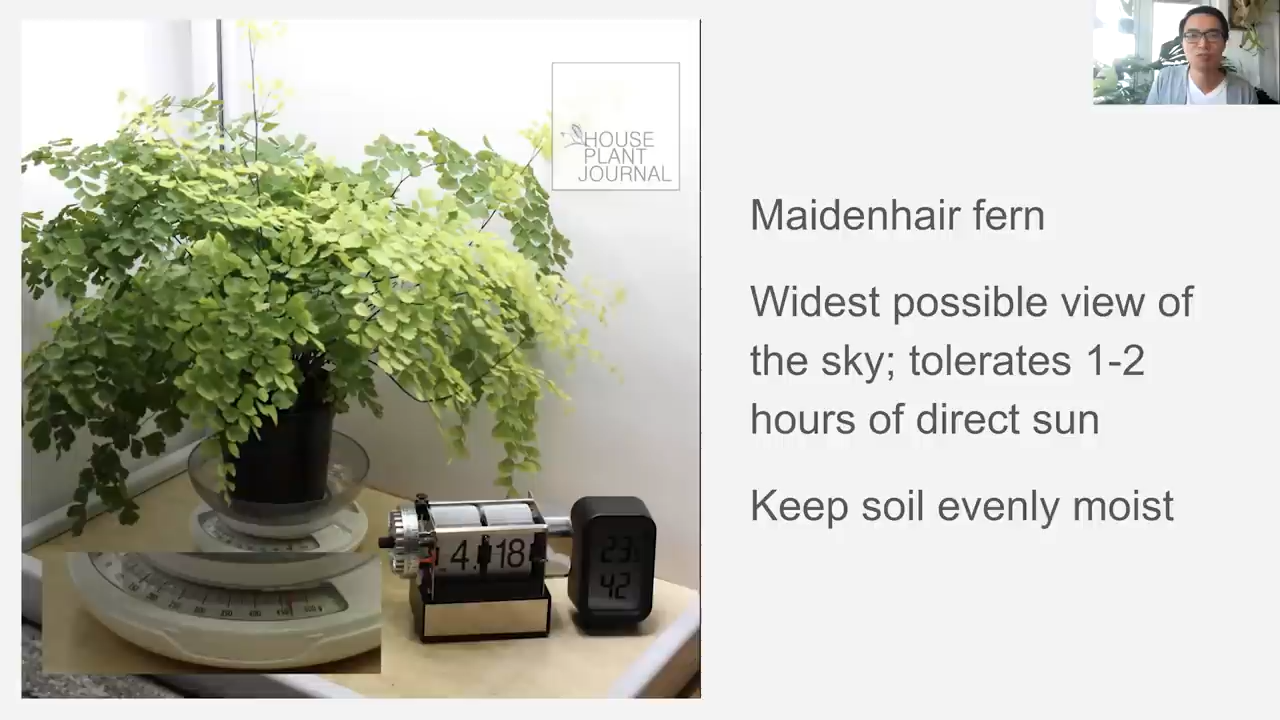 HOUSE
PLANT
JOURNAL
Maidenhair fern
Widest possible view of
the sky; tolerates 1-2
hours of direct sun
Keep soil evenly moist
4 18
23
42